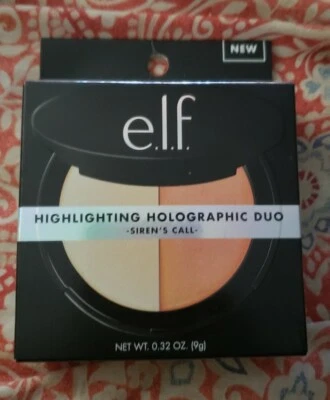 NEW
e.l.f.
HIGHLIGHTING HOLOGRAPHIC DUO
-SIREN'S CALL-
NET WT. 0.32 OZ. (9g)